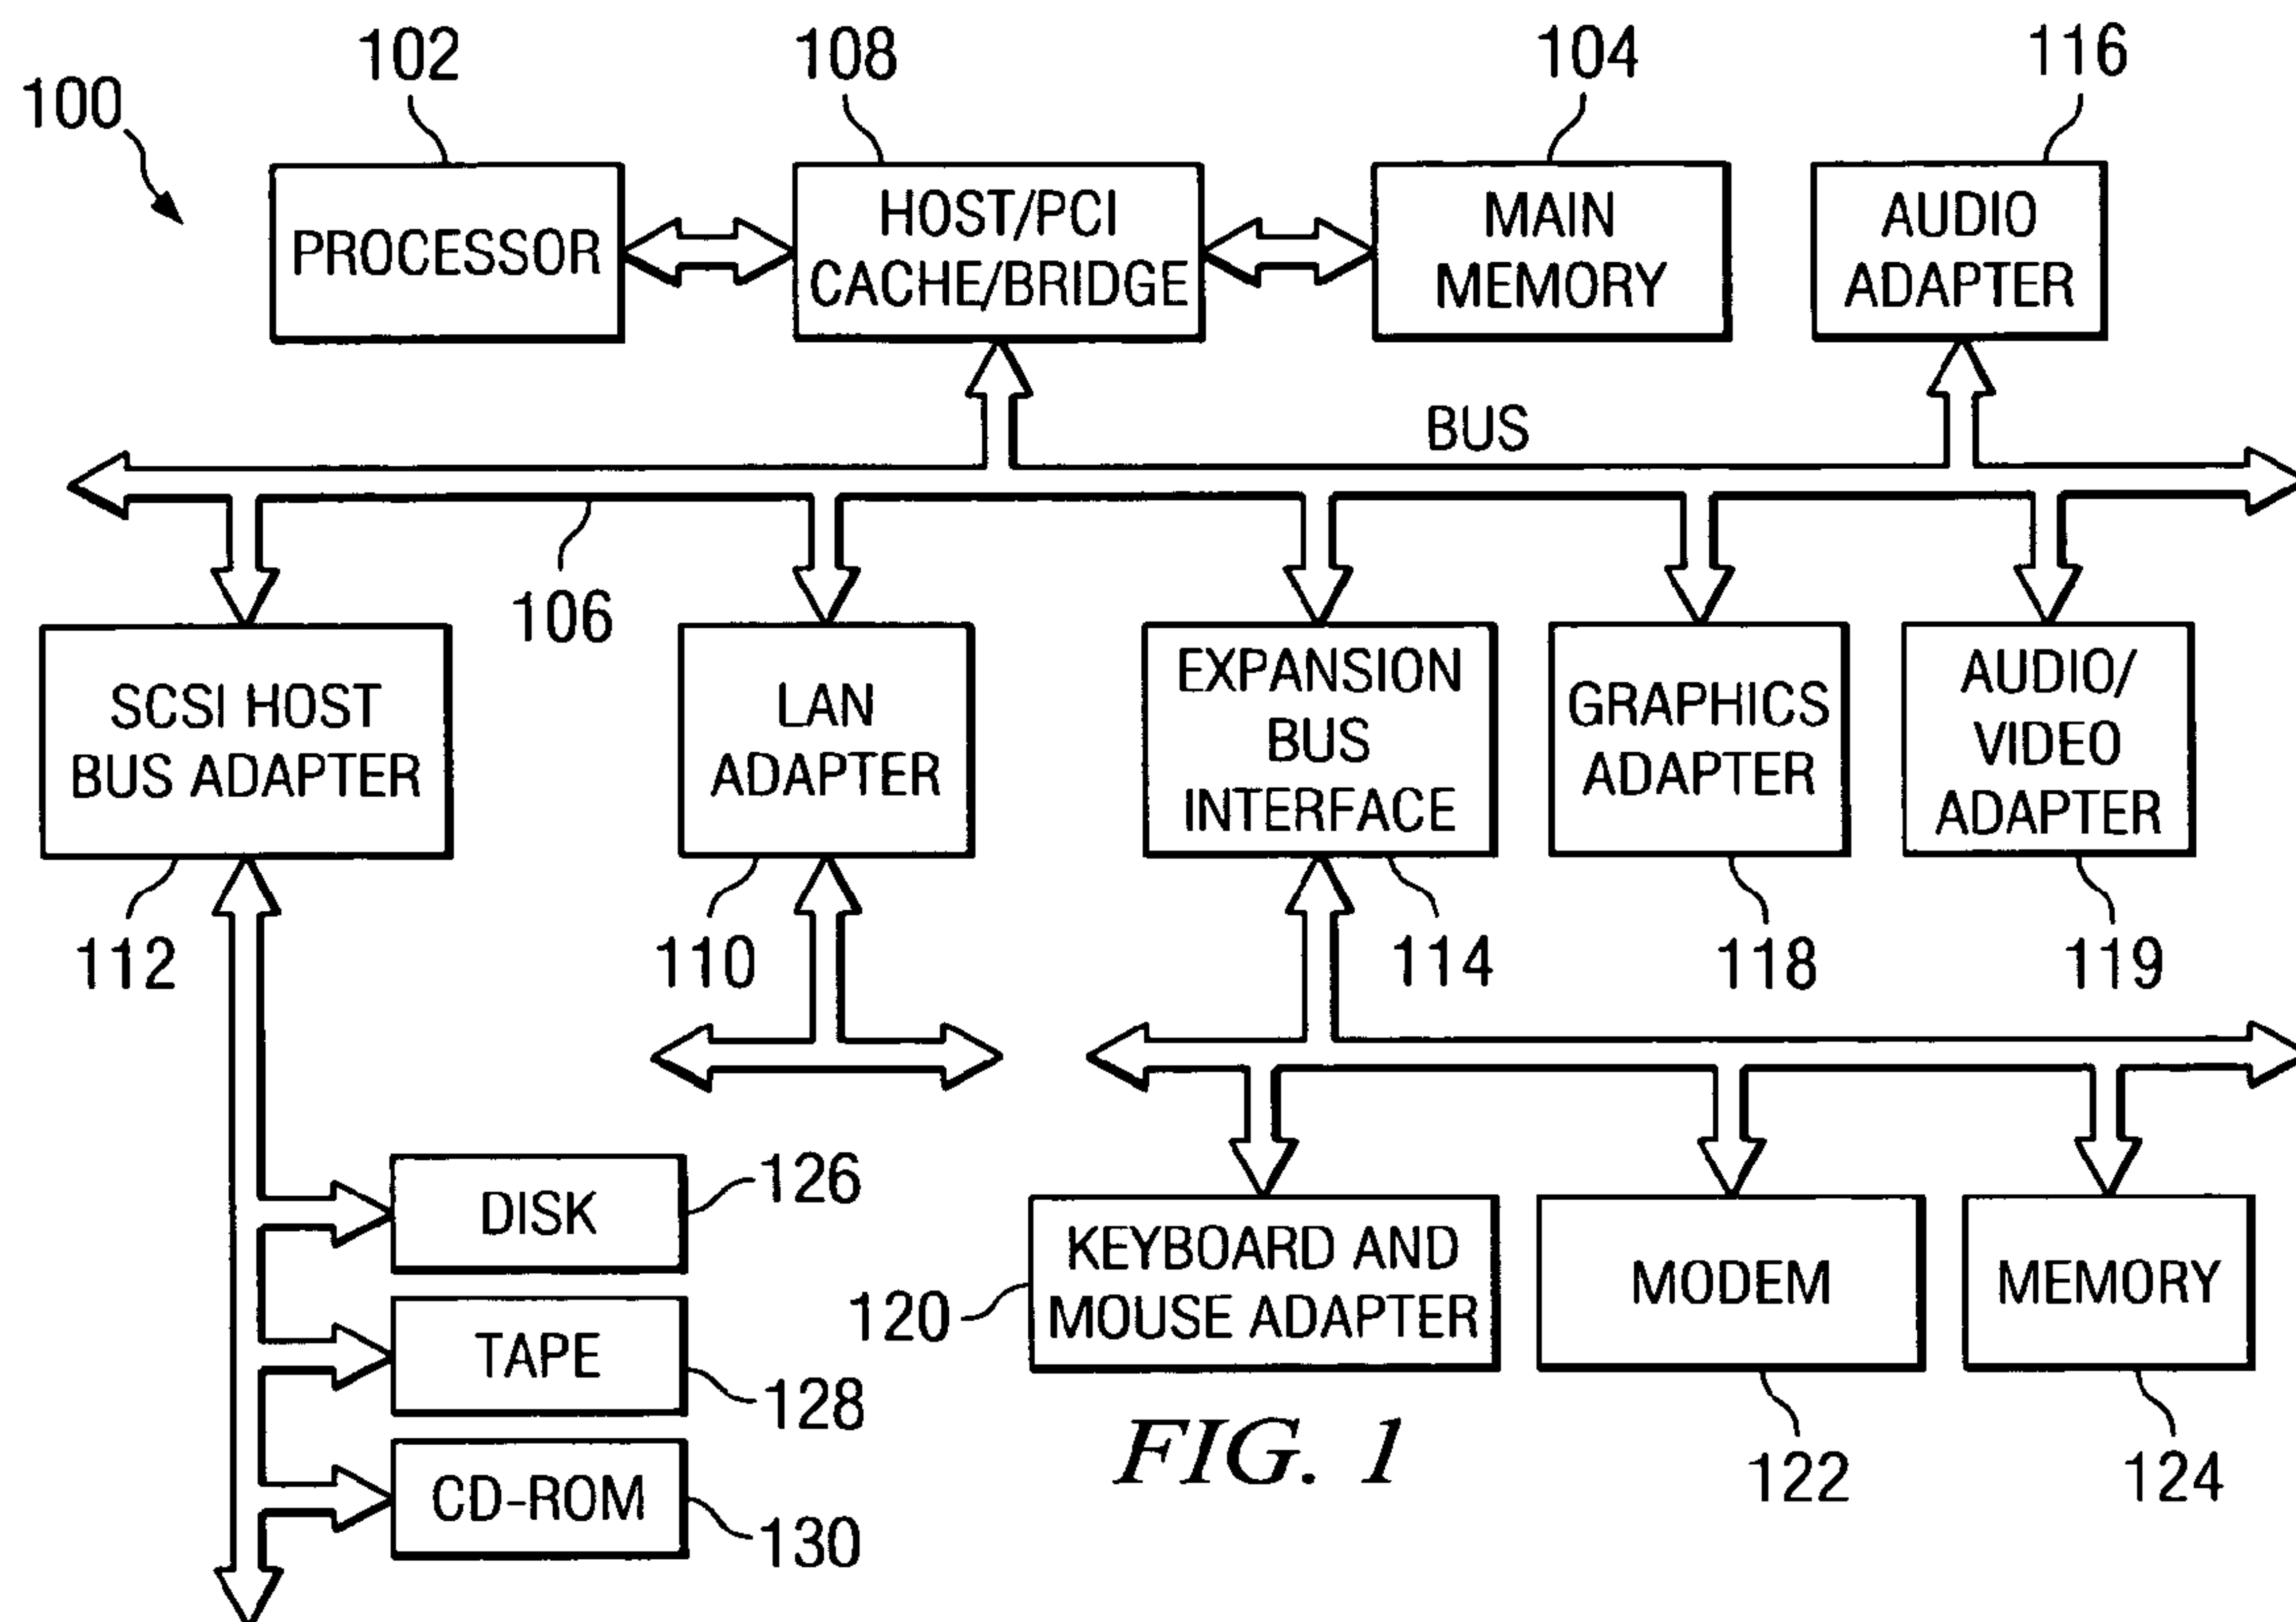 100
102
108
104
116
PROCESSOR
HOST/PCI
CACHE/BRIDGE
MAIN
MEMORY
AUDIO
ADAPTER
BUS
106
SCSI HOST
BUS ADAPTER
LAN
ADAPTER
EXPANSION
BUS
INTERFACE
GRAPHICS
ADAPTER
AUDIO/
VIDEO
ADAPTER
112
110
114
118
119
DISK
126
TAPE
128
CD-ROM
130
120
KEYBOARD AND
MOUSE ADAPTER
MODEM
MEMORY
122
124
FIG. 1